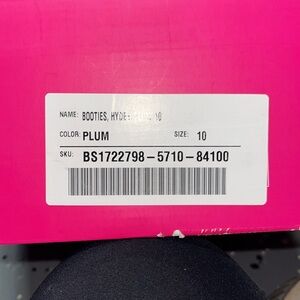 NAME: BOOTIES, HYDE
COLOR: PLUM SIZE: 10
SKU: BS1722798-5710-84100